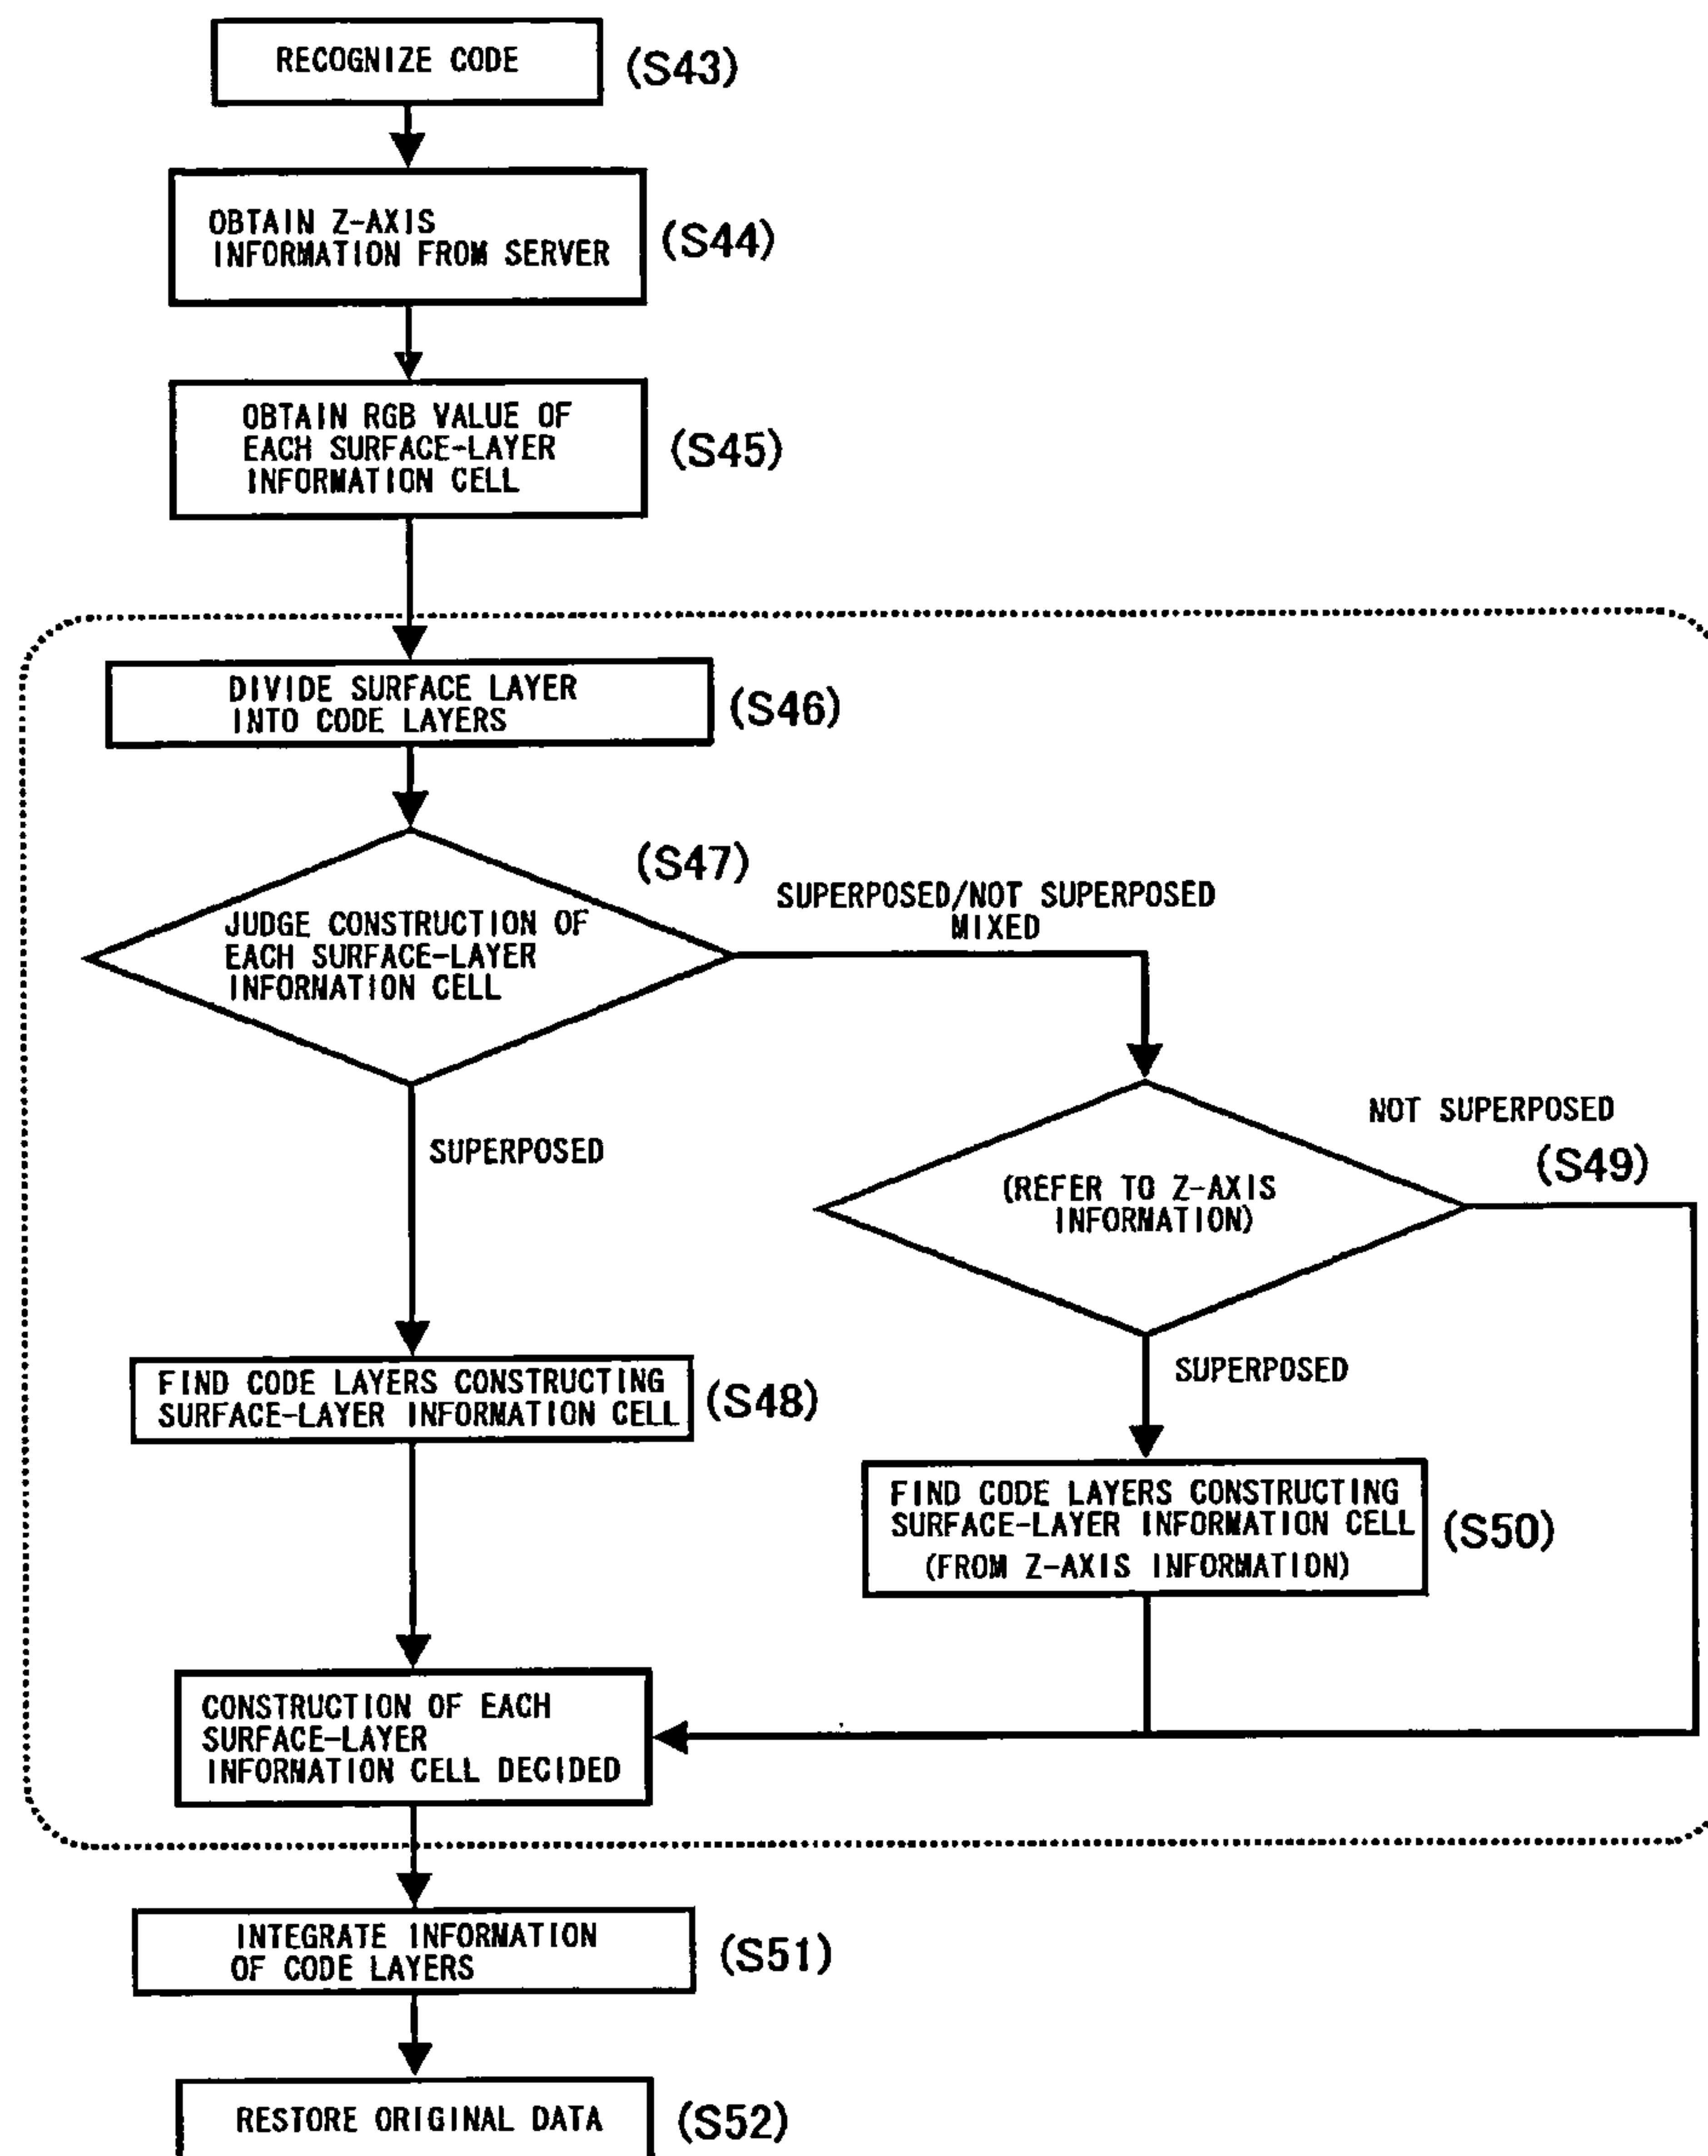 RECOGNIZE CODE
(S43)
OBTAIN Z-AXIS
INFORMATION FROM SERVER
(S44)
OBTAIN RGB VALUE OF
EACH SURFACE-LAYER
INFORMATION CELL
(S45)
DIVIDE SURFACE LAYER
INTO CODE LAYERS
(S46)
(S47)
JUDGE CONSTRUCTION OF
EACH SURFACE-LAYER
INFORMATION CELL
SUPERPOSED/NOT SUPERPOSED
MIXED
SUPERPOSED
NOT SUPERPOSED
(S49)
(REFER TO Z-AXIS
INFORMATION)
SUPERPOSED
FIND CODE LAYERS CONSTRUCTING
SURFACE-LAYER INFORMATION CELL
(S48)
FIND CODE LAYERS CONSTRUCTING
SURFACE-LAYER INFORMATION CELL
(FROM Z-AXIS INFORMATION)
(S50)
CONSTRUCTION OF EACH
SURFACE-LAYER
INFORMATION CELL DECIDED
INTEGRATE INFORMATION
OF CODE LAYERS
(S51)
RESTORE ORIGINAL DATA
(S52)